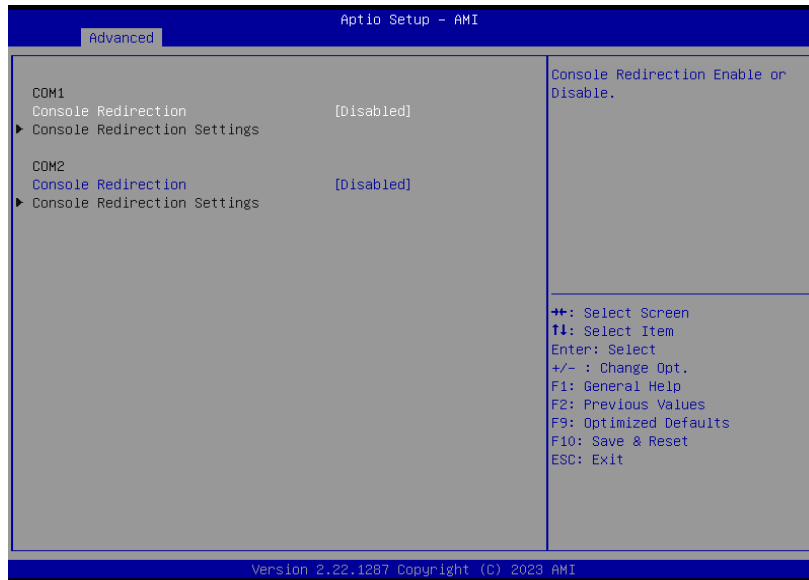 Aptio Setup – AMI
Advanced
COM1
Console Redirection [Disabled]
▶ Console Redirection Settings
COM2
Console Redirection [Disabled]
▶ Console Redirection Settings
Console Redirection Enable or
Disable.
→←: Select Screen
↑↓: Select Item
Enter: Select
+/- : Change Opt.
F1: General Help
F2: Previous Values
F9: Optimized Defaults
F10: Save & Reset
ESC: Exit
Version 2.22.1287 Copyright (C) 2023 AMI